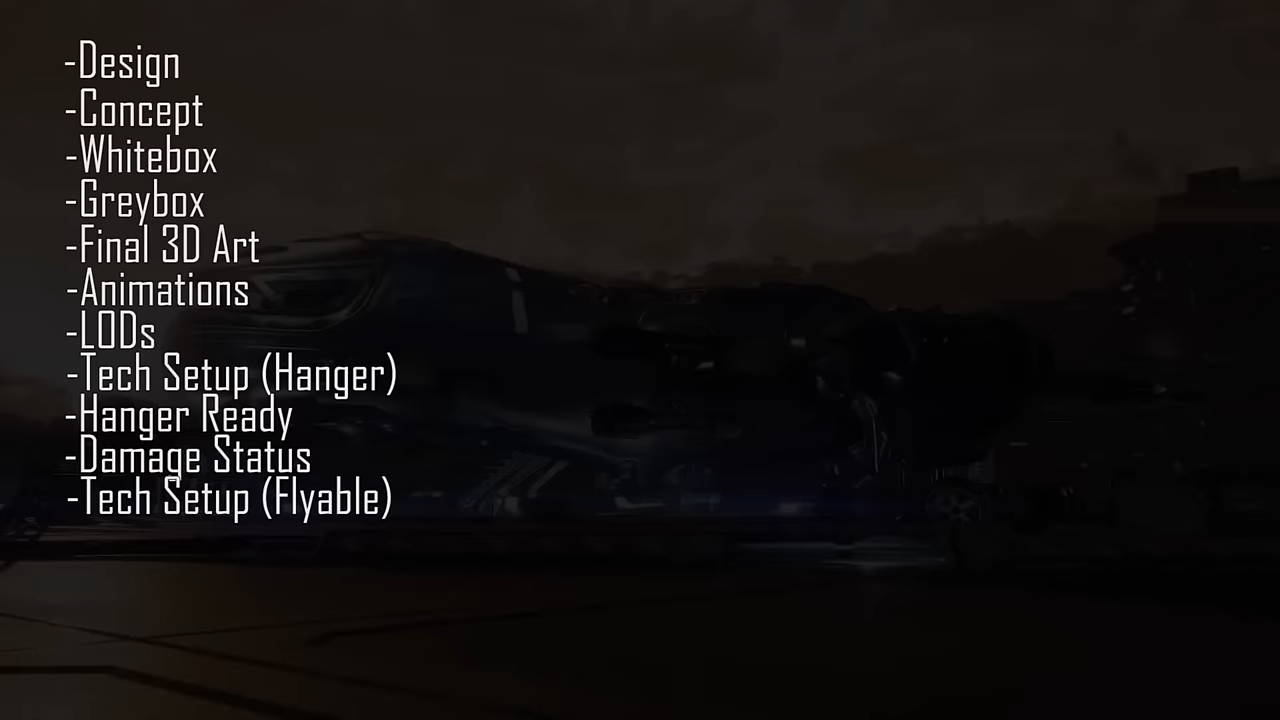 -Design
-Concept
-Whitebox
-Greybox
-Final 3D Art
-Animations
-LODs
-Tech Setup (Hanger)
-Hanger Ready
-Damage Status
-Tech Setup (Flyable)